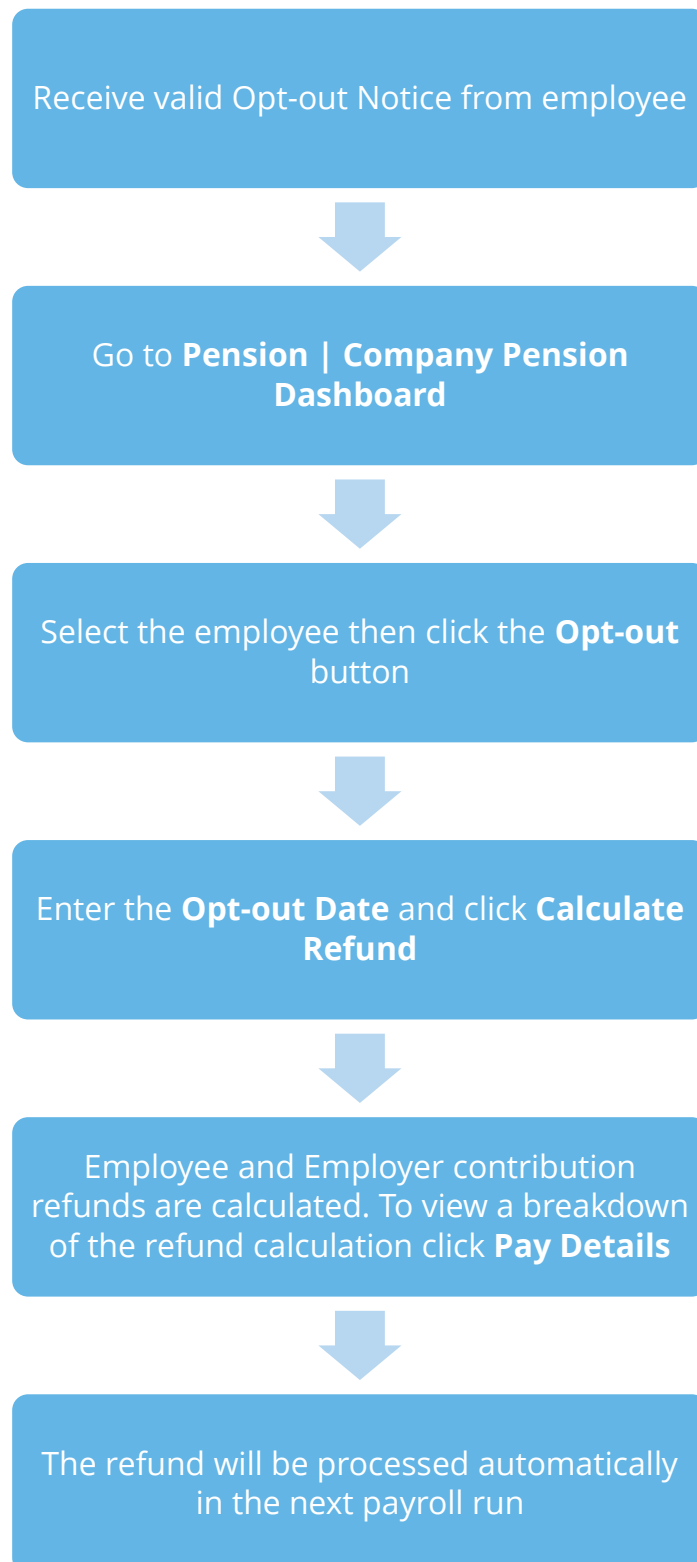 Receive valid Opt-out Notice from employee
Go to Pension | Company Pension
Dashboard
Select the employee then click the Opt-out
button
Enter the Opt-out Date and click Calculate
Refund
Employee and Employer contribution
refunds are calculated. To view a breakdown
of the refund calculation click Pay Details
The refund will be processed automatically
in the next payroll run